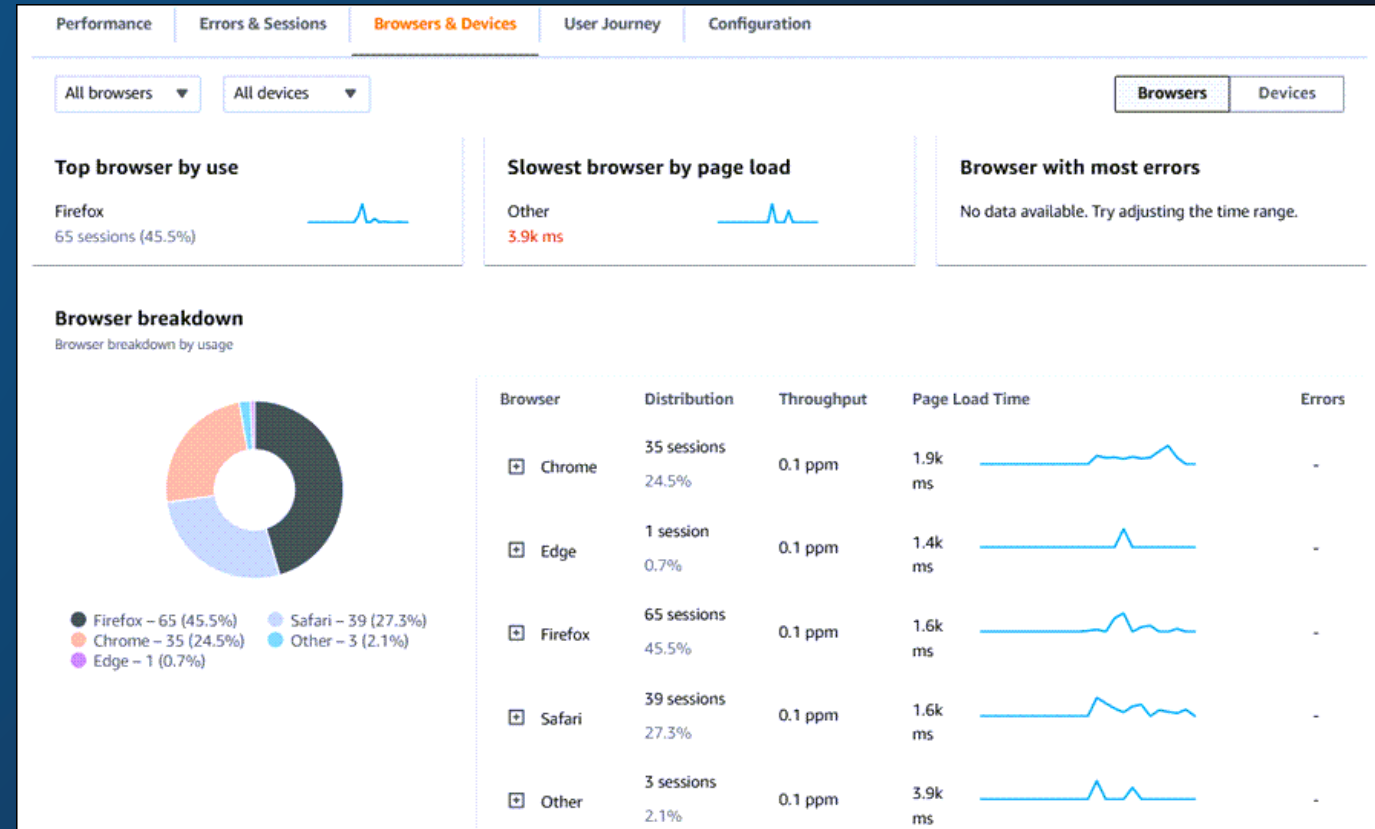 Performance
Errors & Sessions
Browsers & Devices
User Journey
Configuration
All browsers
All devices
Browsers
Devices
Top browser by use
Firefox
65 sessions (45.5%)
Slowest browser by page load
Other
3.9k ms
Browser with most errors
No data available. Try adjusting the time range.
Browser breakdown
Browser breakdown by usage
Firefox – 65 (45.5%)
Safari – 39 (27.3%)
Chrome – 35 (24.5%)
Other – 3 (2.1%)
Edge – 1 (0.7%)
Browser
Distribution
Throughput
Page Load Time
Errors
Chrome
35 sessions
24.5%
0.1 ppm
1.9k
ms
-
Edge
1 session
0.7%
0.1 ppm
1.4k
ms
-
Firefox
65 sessions
45.5%
0.1 ppm
1.6k
ms
-
Safari
39 sessions
27.3%
0.1 ppm
1.6k
ms
-
Other
3 sessions
2.1%
0.1 ppm
3.9k
ms
-